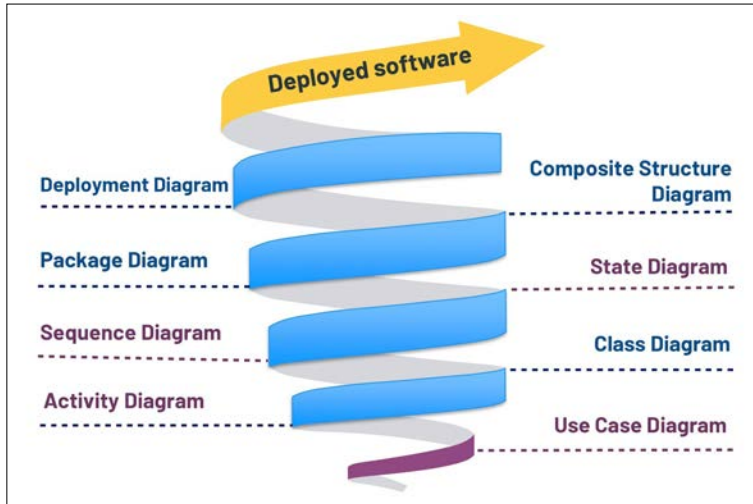 Deployed software
Deployment Diagram
Composite Structure
Diagram
Package Diagram
State Diagram
Sequence Diagram
Class Diagram
Activity Diagram
Use Case Diagram